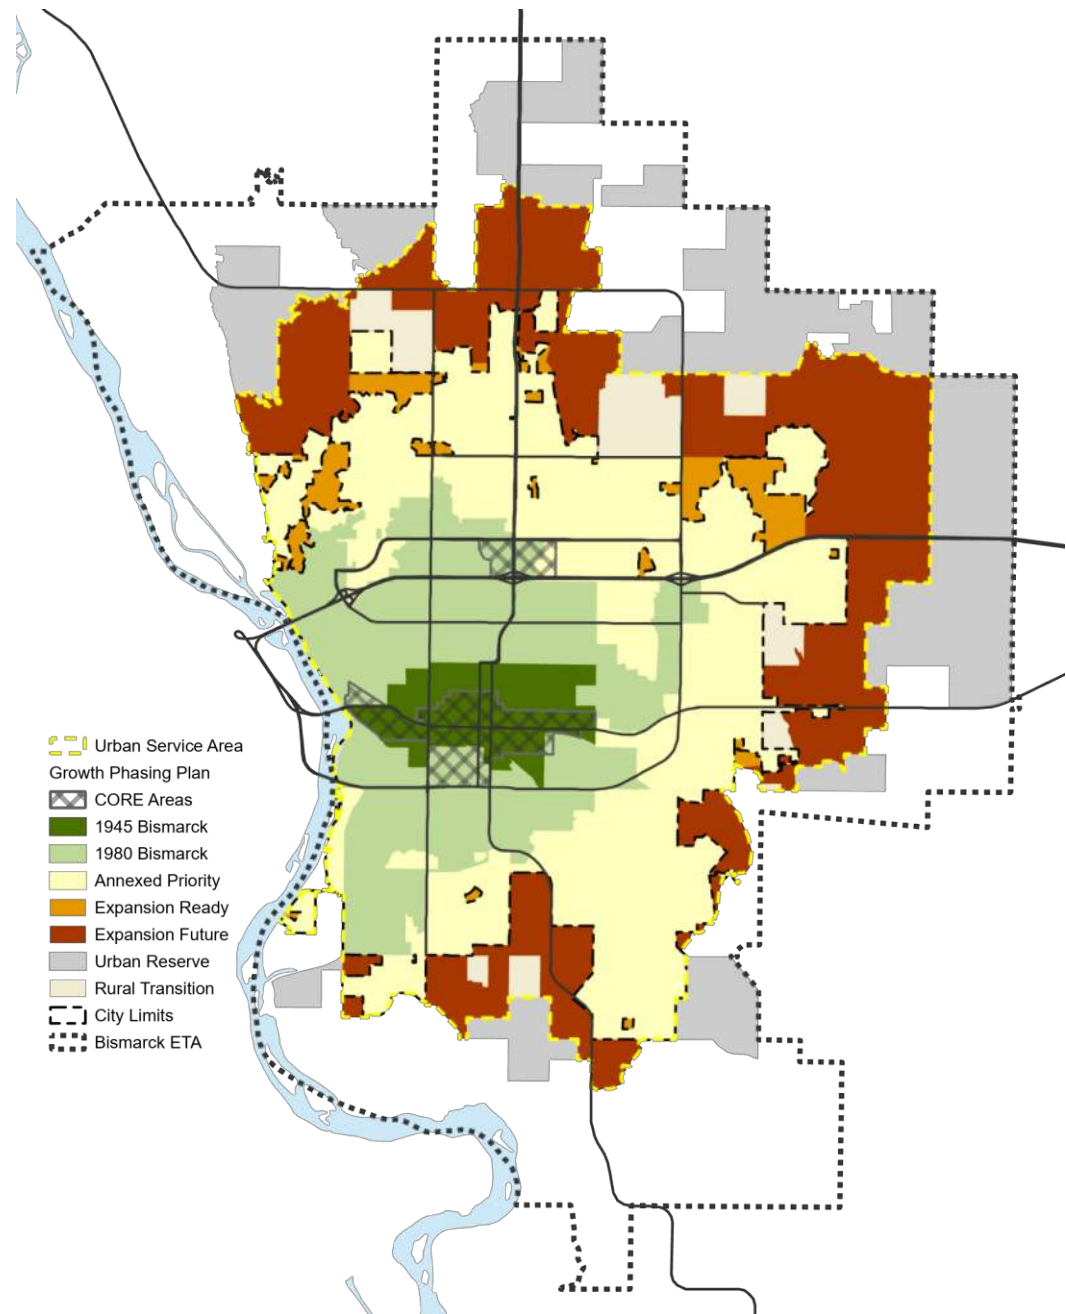 Urban Service Area
Growth Phasing Plan
CORE Areas
1945 Bismarck
1980 Bismarck
Annexed Priority
Expansion Ready
Expansion Future
Urban Reserve
Rural Transition
City Limits
Bismarck ETA